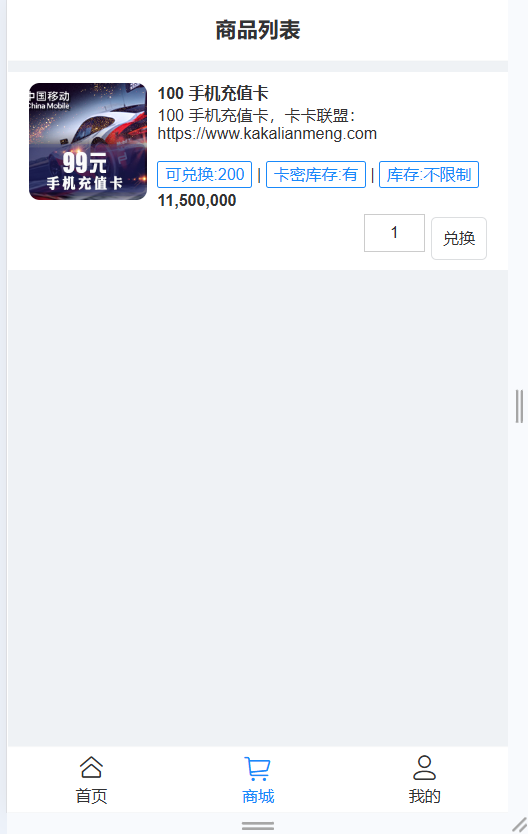 商品列表
中国移动
China Mobile
99元
手机充值卡
100 手机充值卡
100 手机充值卡，卡卡联盟：
https://www.kakalianmeng.com
可兑换:200 | 卡密库存:有 | 库存:不限制
11,500,000
1
兑换
首页
商城
我的